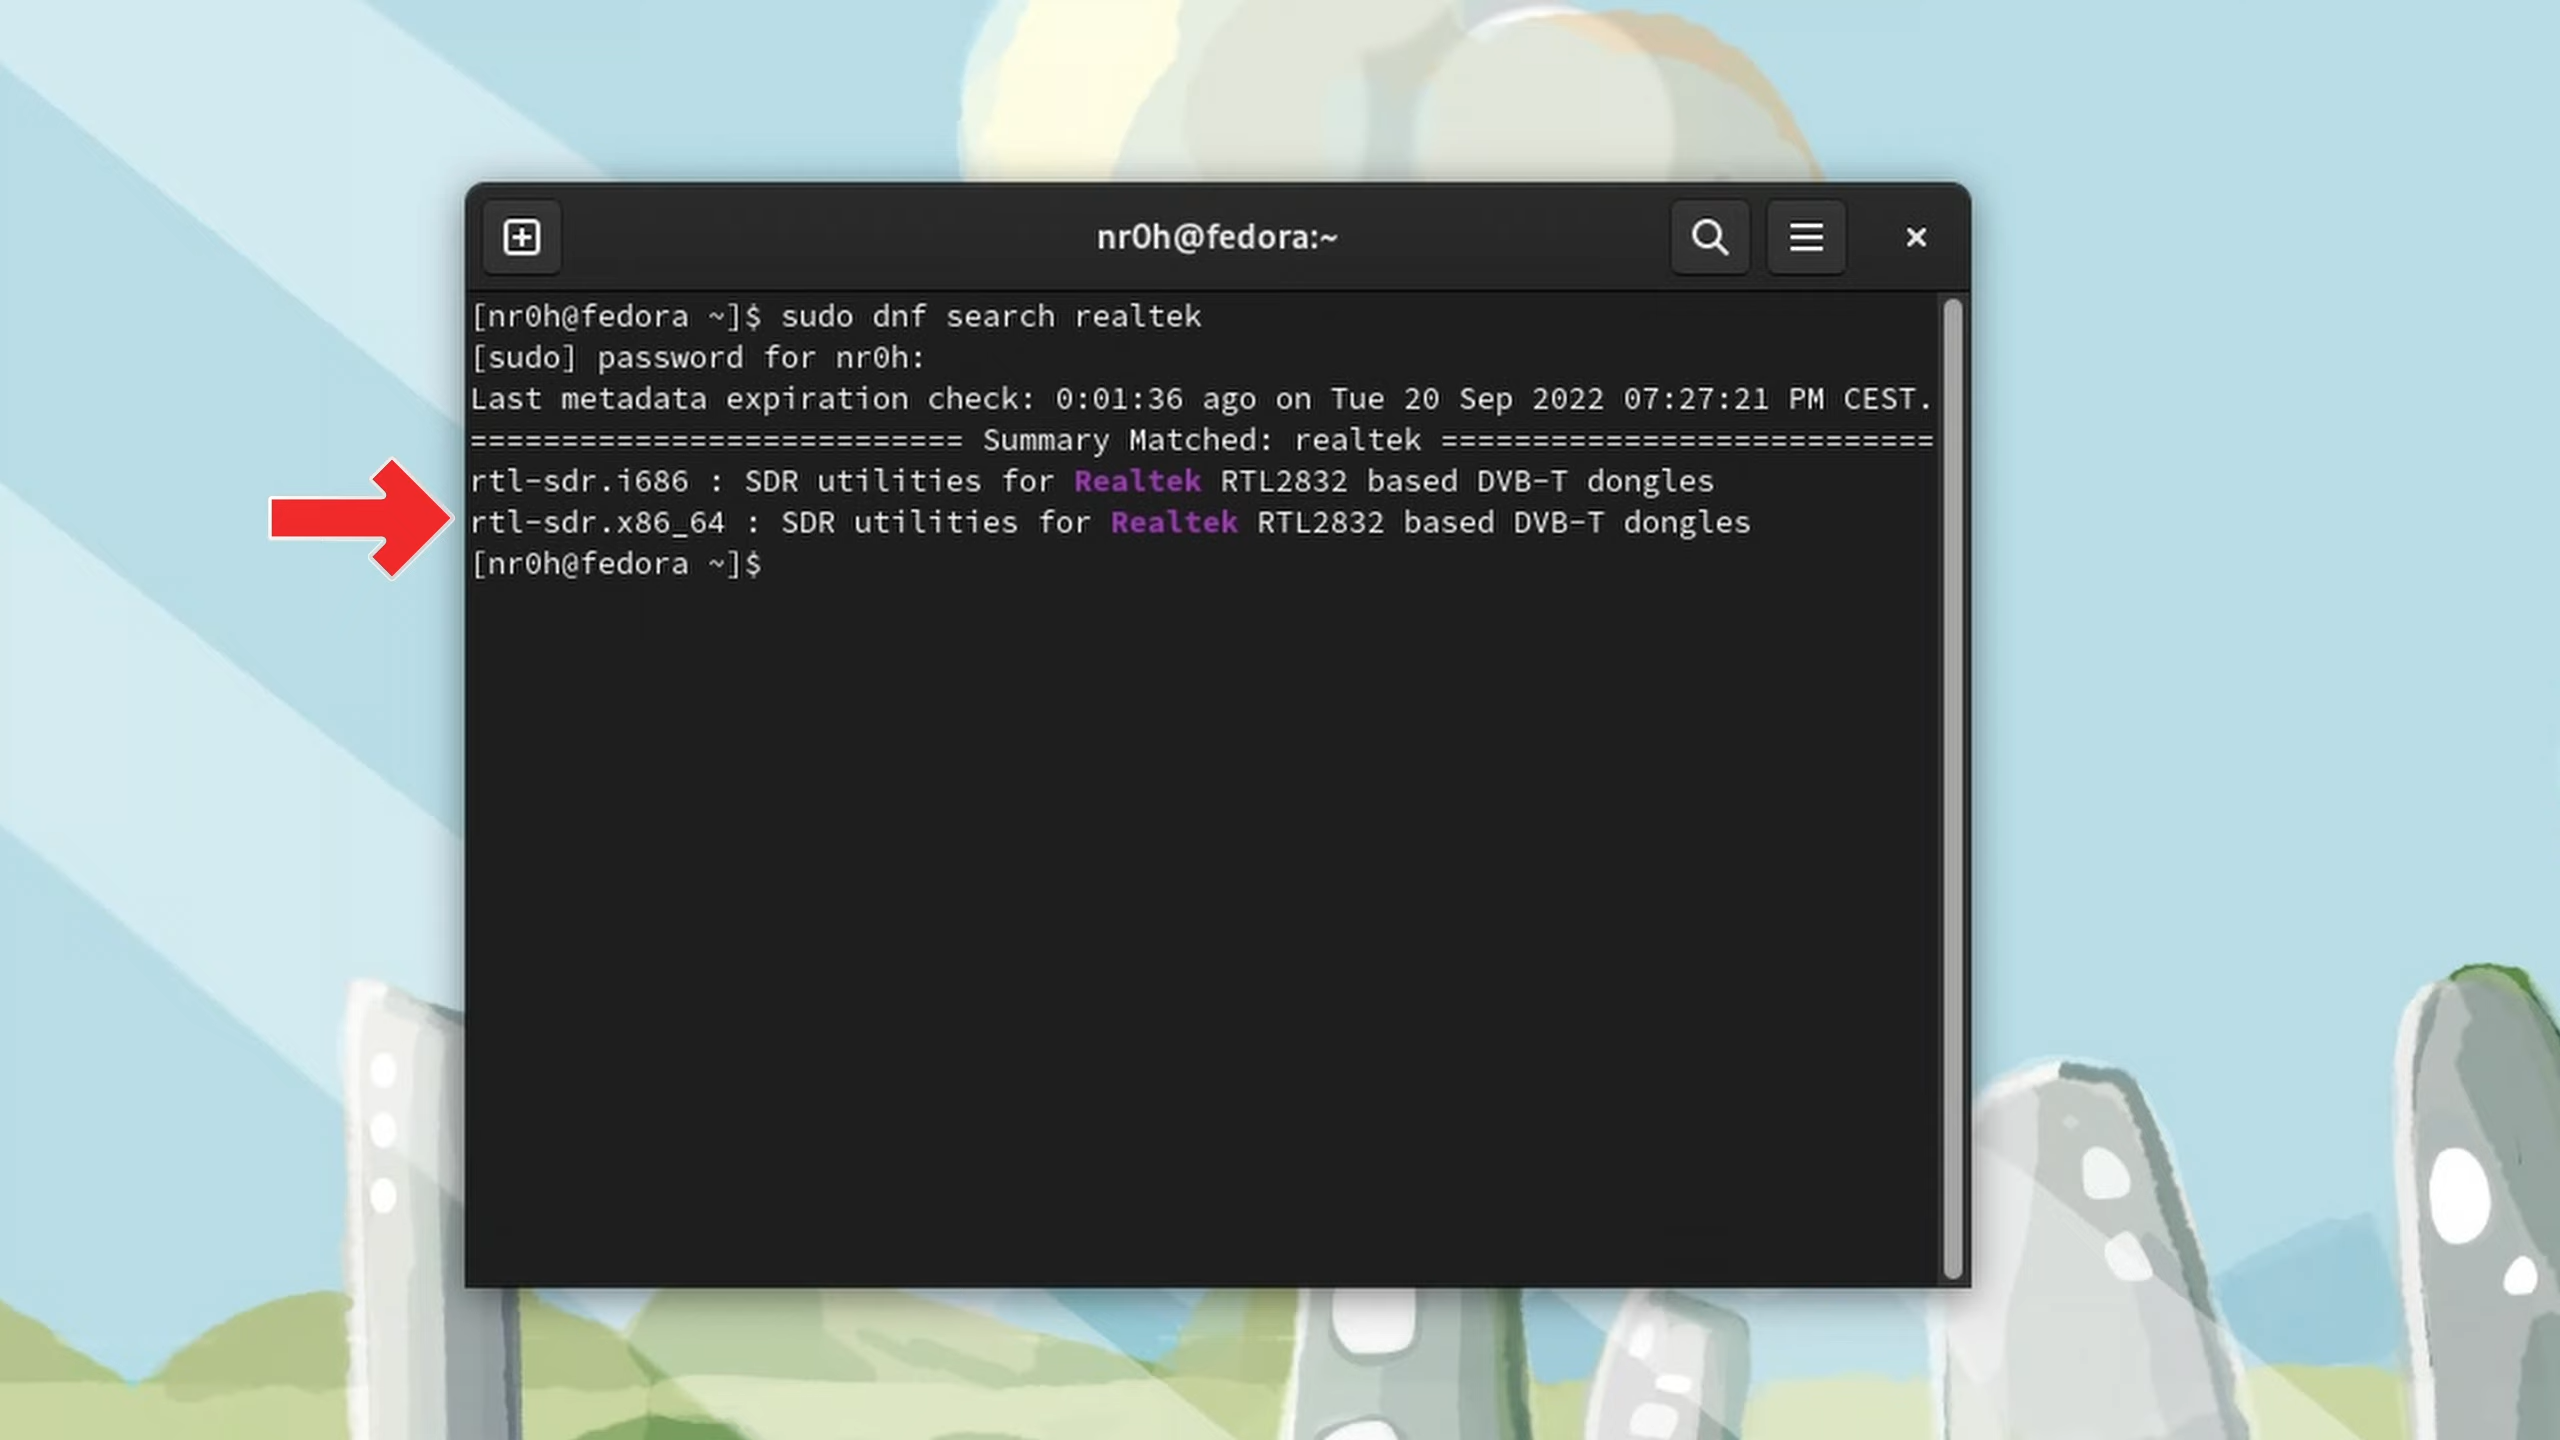 nr0h@fedora:~
[nr0h@fedora ~]$ sudo dnf search realtek
[sudo] password for nr0h:
Last metadata expiration check: 0:01:36 ago on Tue 20 Sep 2022 07:27:21 PM CEST.
=========================== Summary Matched: realtek ===========================
rtl-sdr.i686 : SDR utilities for Realtek RTL2832 based DVB-T dongles
rtl-sdr.x86_64 : SDR utilities for Realtek RTL2832 based DVB-T dongles
[nr0h@fedora ~]$